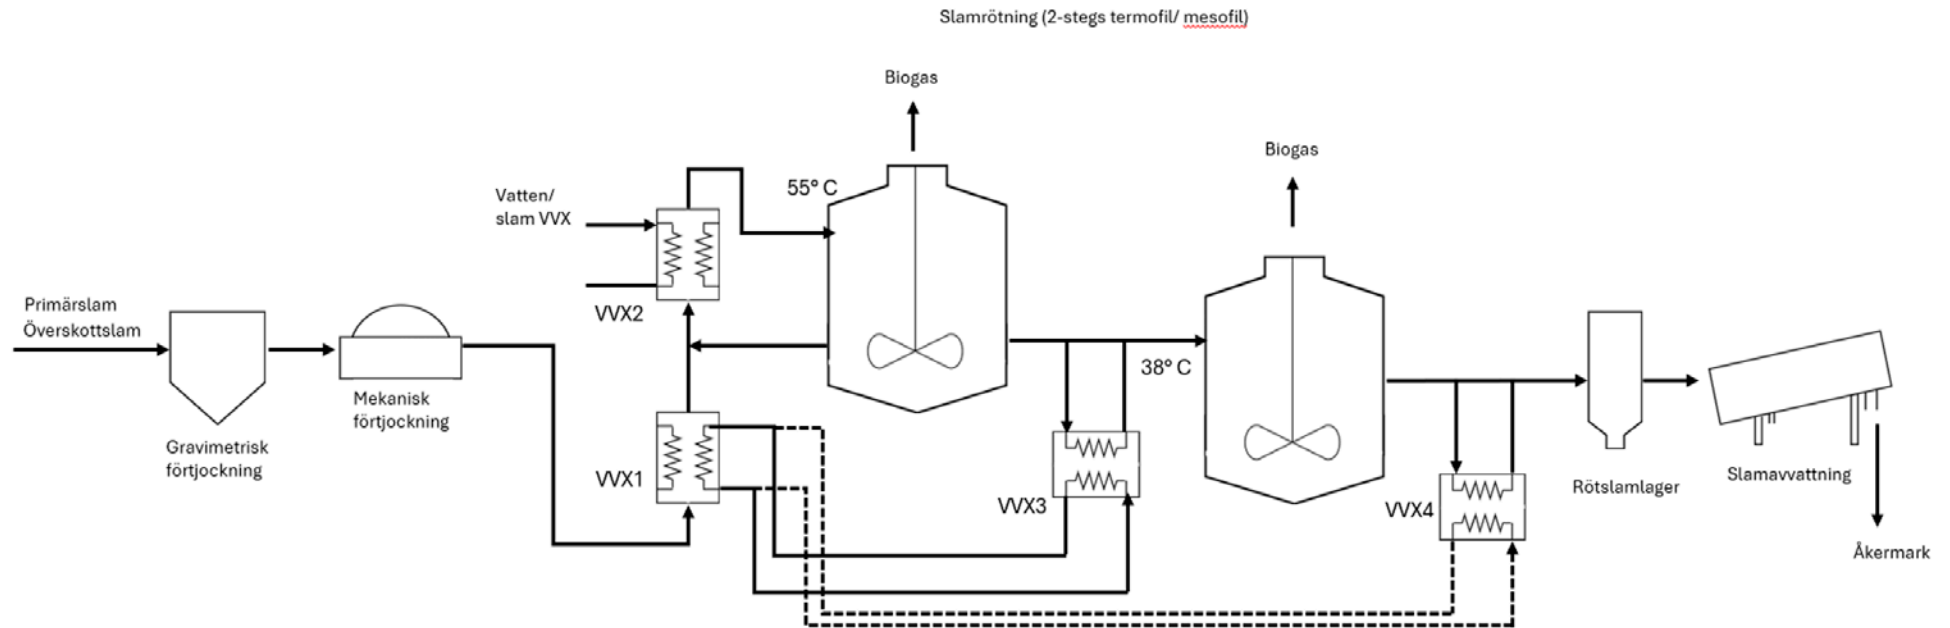 Slamrötning (2-stegs termofil/ mesofil)
Biogas
Biogas
55° C
Vatten/
slam VVX
VVX2
Primärslam
Överskottslam
38° C
Mekanisk
förtjockning
Gravimetrisk
förtjockning
VVX1
VVX3
VVX4
Rötslamlager
Slamavvattning
Åkermark